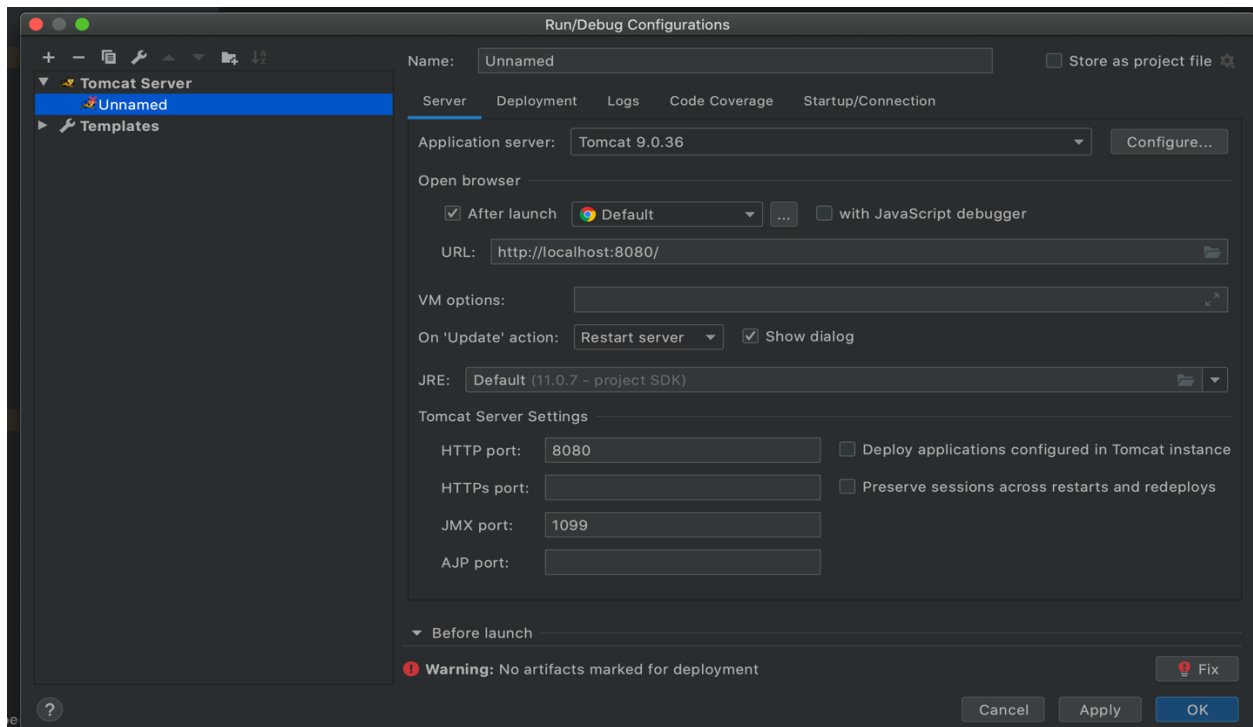 Run/Debug Configurations
Name: Unnamed
Store as project file
Tomcat Server
Unnamed
Templates
Server Deployment Logs Code Coverage Startup/Connection
Application server: Tomcat 9.0.36 Configure...
Open browser
After launch Default ... with JavaScript debugger
URL: http://localhost:8080/
VM options:
On 'Update' action: Restart server Show dialog
JRE: Default (11.0.7 - project SDK)
Tomcat Server Settings
HTTP port: 8080 Deploy applications configured in Tomcat instance
HTTPs port: Preserve sessions across restarts and redeploys
JMX port: 1099
AJP port:
Before launch
Warning: No artifacts marked for deployment Fix
? Cancel Apply OK